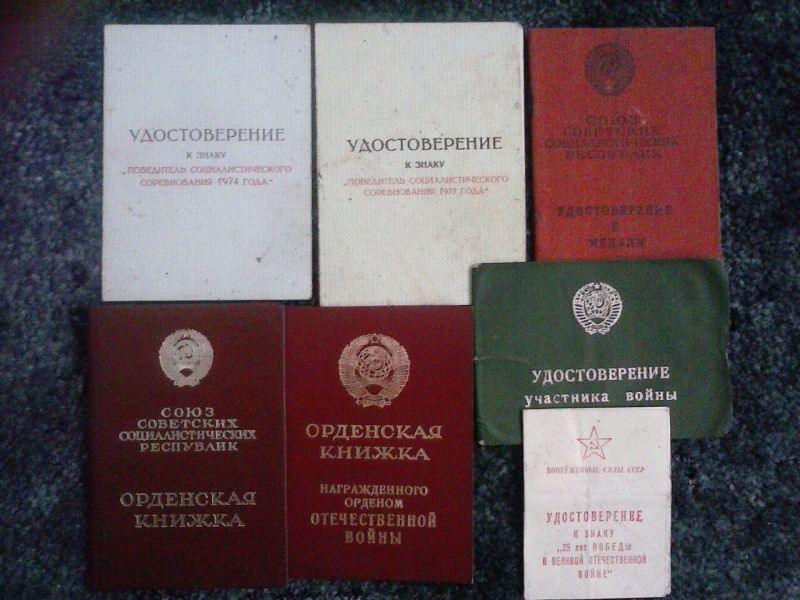 УДОСТОВЕРЕНИЕ
К ЗНАКУ
„ПОБЕДИТЕЛЬ СОЦИАЛИСТИЧЕСКОГО
СОРЕВНОВАНИЯ 1974 ГОДА“
УДОСТОВЕРЕНИЕ
К ЗНАКУ
„ПОБЕДИТЕЛЬ СОЦИАЛИСТИЧЕСКОГО
СОРЕВНОВАНИЯ 1977 ГОДА“
СОЮЗ
СОВЕТСКИХ
СОЦИАЛИСТИЧЕСКИХ
РЕСПУБЛИК
УДОСТОВЕРЕНИЕ
К
МЕДАЛИ
СОЮЗ
СОВЕТСКИХ
СОЦИАЛИСТИЧЕСКИХ
РЕСПУБЛИК
ОРДЕНСКАЯ
КНИЖКА
ОРДЕНСКАЯ
КНИЖКА
НАГРАЖДЕННОГО
ОРДЕНОМ
ОТЕЧЕСТВЕННОЙ
ВОЙНЫ
УДОСТОВЕРЕНИЕ
участника войны
ВООРУЖЕННЫЕ СИЛЫ СССР
УДОСТОВЕРЕНИЕ
К ЗНАКУ
„25 лет ПОБЕДЫ
В ВЕЛИКОЙ ОТЕЧЕСТВЕННОЙ
ВОЙНЕ“